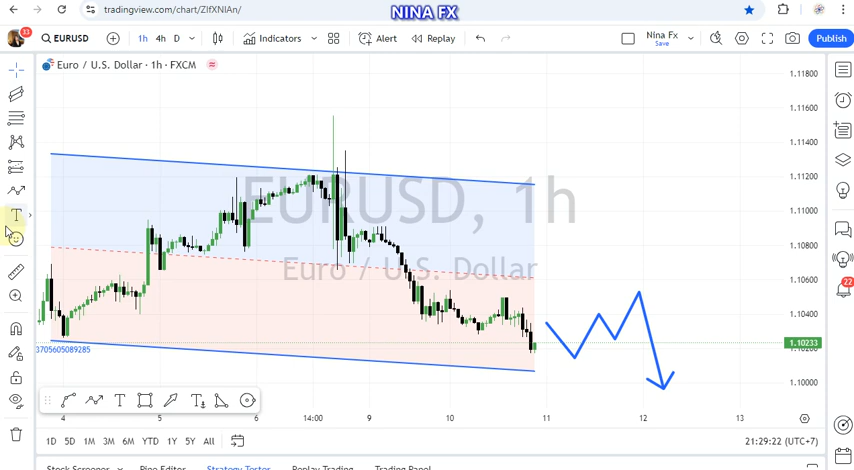 tradingview.com/chart/ZIfXNIAn/
NINA FX
33
EURUSD
1h 4h D
Indicators
Alert
Replay
Nina Fx
Save
Publish
Euro / U.S. Dollar · 1h · FXCM
1.11800
1.11600
1.11400
1.11200
1.11000
1.10800
1.10600
1.10400
1.10233
1.10000
EURUSD, 1h
Euro / U.S. Dollar
3705605089285
22
4 5 6 14:00 9 10 11 12 13
1D 5D 1M 3M 6M YTD 1Y 5Y All
21:29:22 (UTC+7)
Stock Screener Pine Editor Strategy Tester Replay Trading Trading Panel